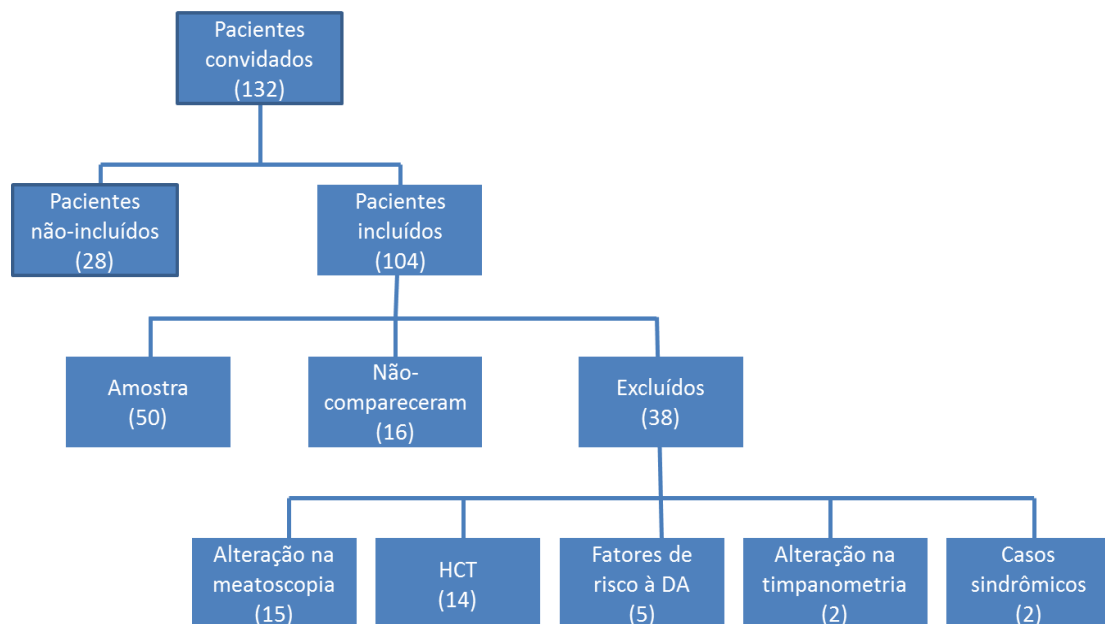 Pacientes
convidados
(132)
Pacientes
não-incluídos
(28)
Pacientes
incluídos
(104)
Amostra
(50)
Não-
compareceram
(16)
Excluídos
(38)
Alteração na
meatoscopia
(15)
HCT
(14)
Fatores de
risco à DA
(5)
Alteração na
timpanometria
(2)
Casos
sindrômicos
(2)